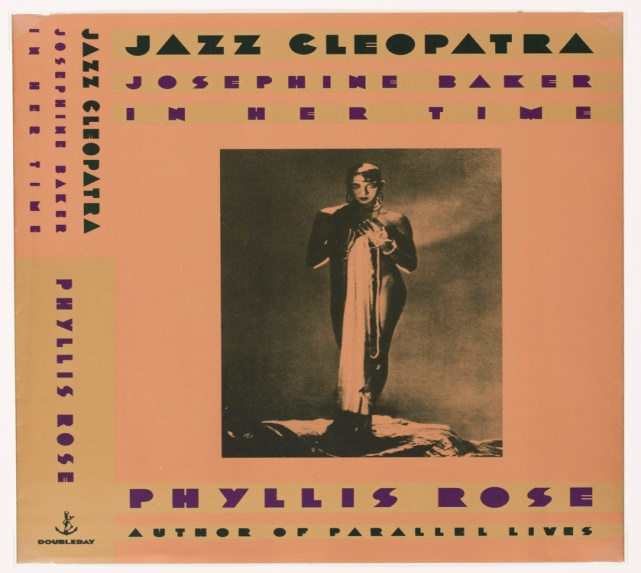 JAZZ CLEOPATRA
JOSEPHINE BAKER
IN HER TIME
PHYLLIS ROSE
DOUBLEDAY
JAZZ CLEOPATRA
JOSEPHINE BAKER
IN HER TIME
PHYLLIS ROSE
AUTHOR OF PARALLEL LIVES